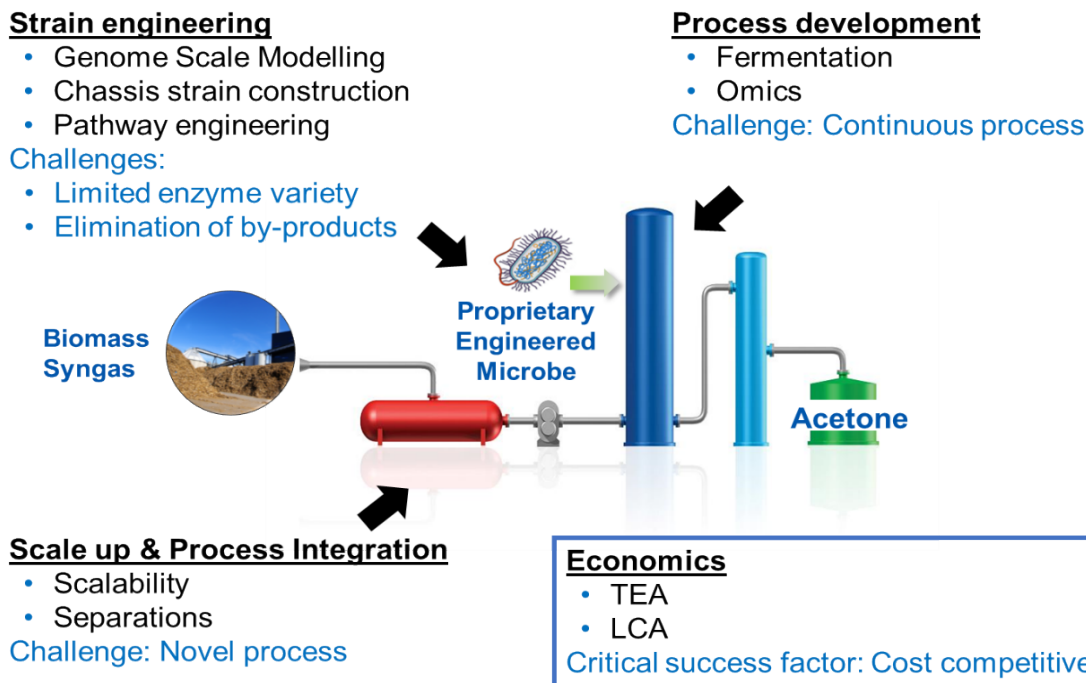 Strain engineering
• Genome Scale Modelling
• Chassis strain construction
• Pathway engineering
Challenges:
• Limited enzyme variety
• Elimination of by-products
Process development
• Fermentation
• Omics
Challenge: Continuous process
Biomass
Syngas
Proprietary
Engineered
Microbe
Acetone
Scale up & Process Integration
• Scalability
• Separations
Challenge: Novel process
Economics
• TEA
• LCA
Critical success factor: Cost competitive